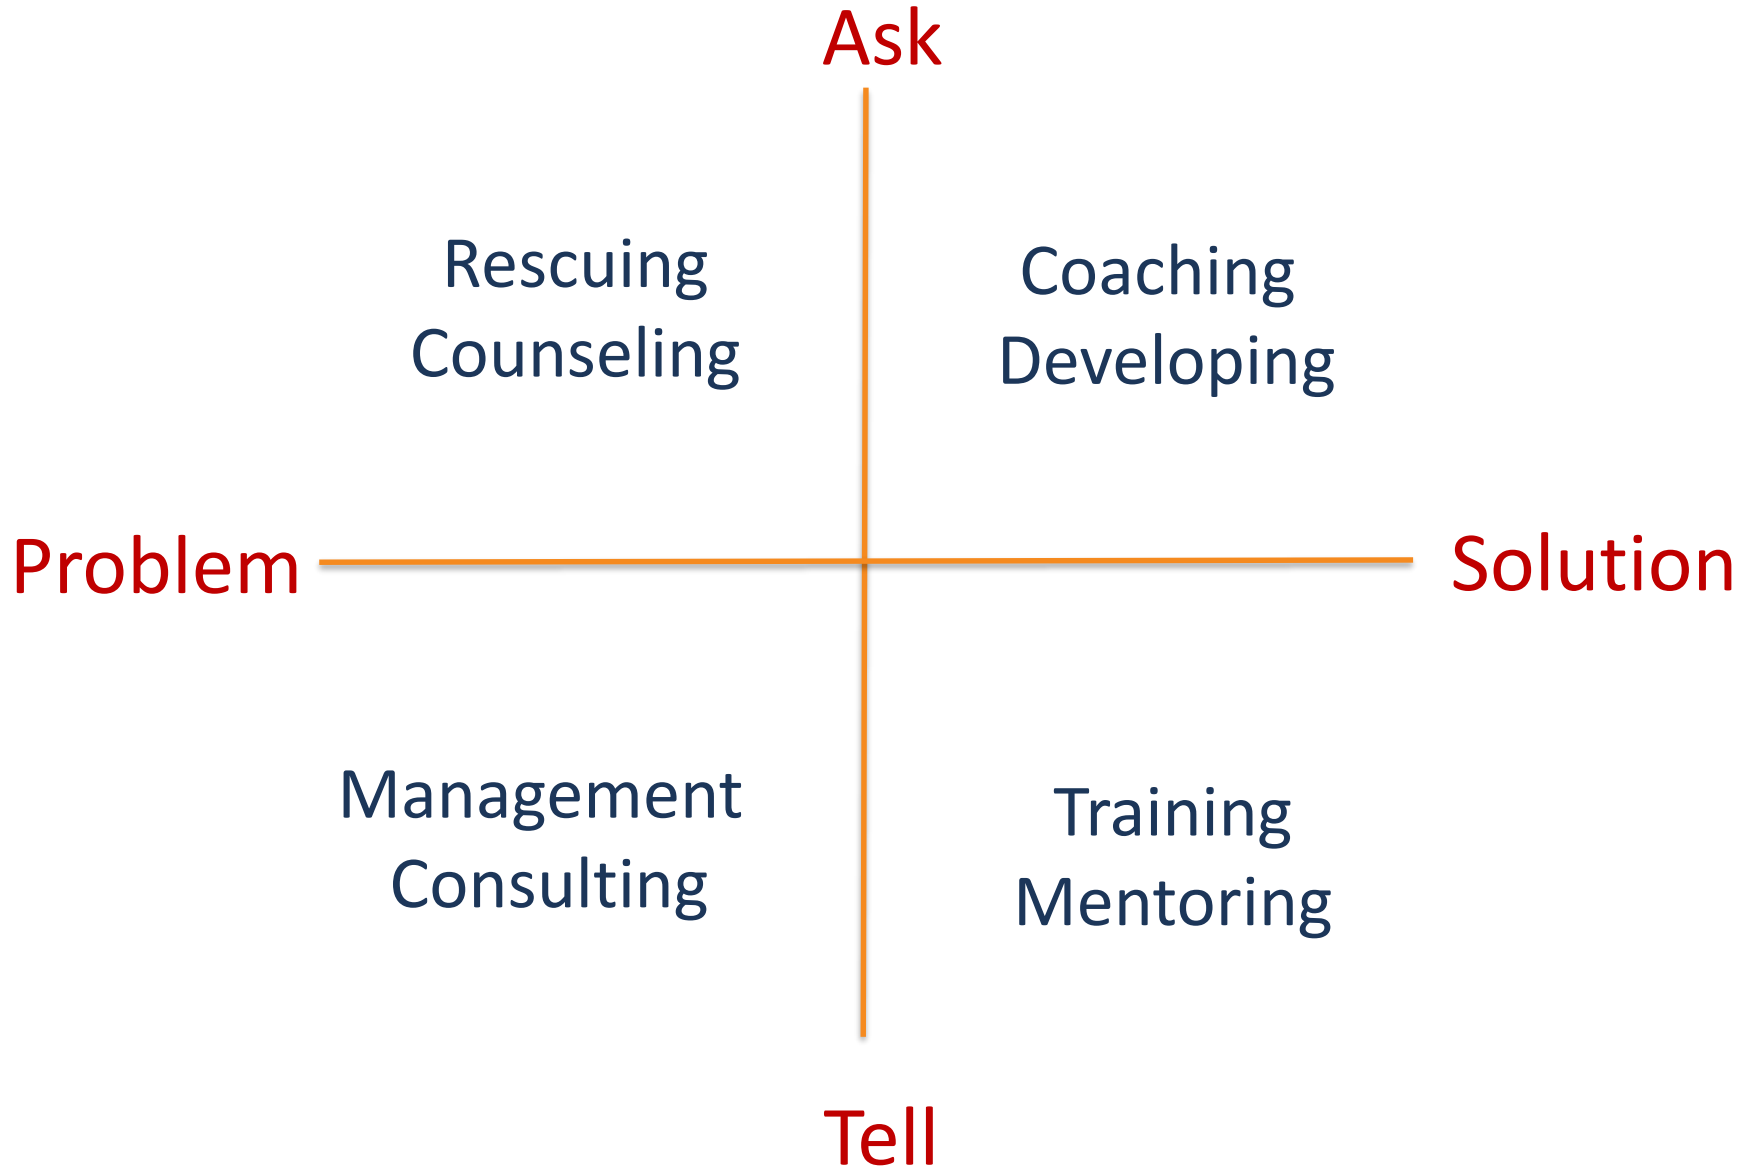 Ask
Rescuing
Counseling
Coaching
Developing
Problem
Solution
Management
Consulting
Training
Mentoring
Tell